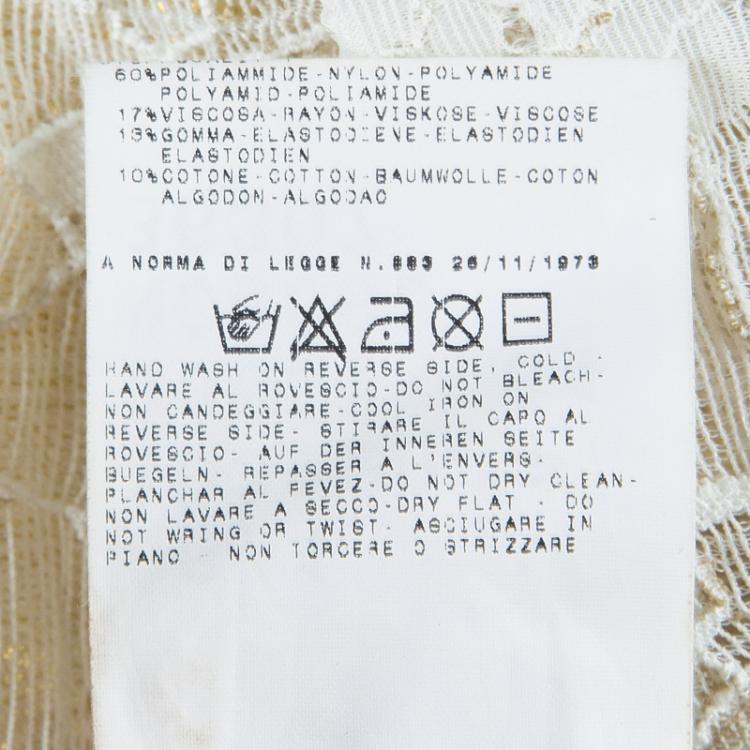 60%POLIAMMIDE-NYLON-POLYAMIDE
POLYAMID-POLIAMIDE
17%VISCOSA-RAYON-VISKOSE-VISCOSE
13%GOMMA-ELASTODIENE-ELASTODIEN
ELASTODIEN
10%COTONE-COTTON-BAUMWOLLE-COTON
ALGODON-ALGODAO
A NORMA DI LEGGE N.883 26/11/1973
HAND WASH ON REVERSE SIDE, COLD -
LAVARE AL ROVESCIO-DO NOT BLEACH-
NON CANDEGGIARE-COOL IRON ON
REVERSE SIDE- STIRARE IL CAPO AL
ROVESCIO- AUF DER INNEREN SEITE
BUEGELN- REPASSER A L'ENVERS-
PLANCHAR AL REVEZ-DO NOT DRY CLEAN-
NON LAVARE A SECCO-DRY FLAT - DO
NOT WRING OR TWIST- ASCIUGARE IN
PIANO - NON TORCERE O STRIZZARE